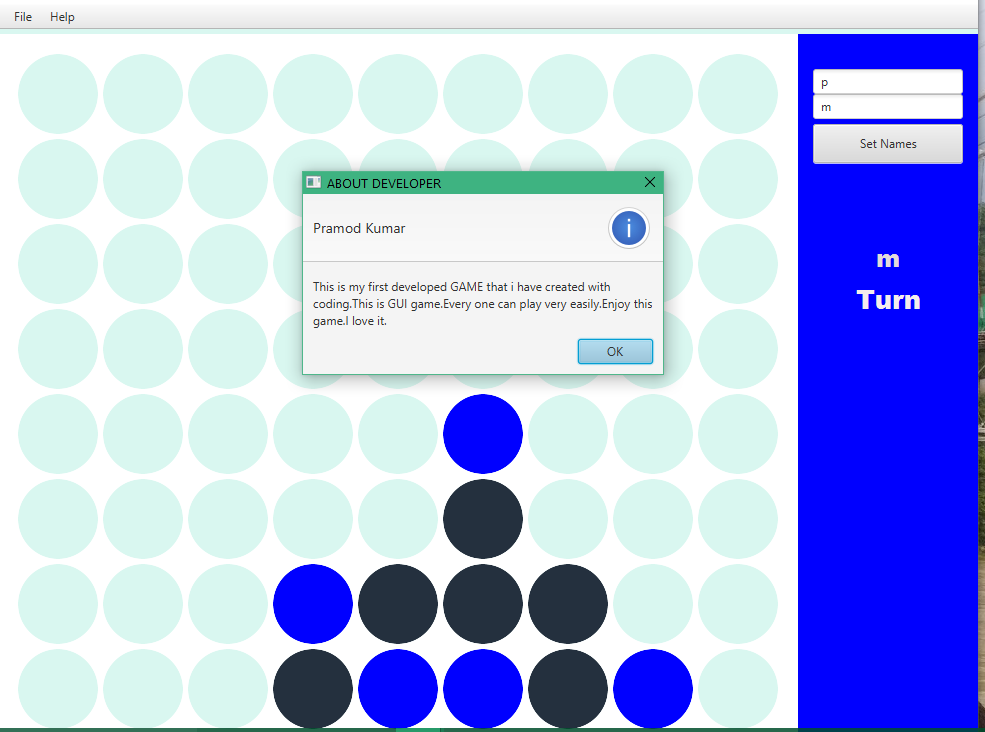 File Help
p
m
Set Names
ABOUT DEVELOPER
Pramod Kumar
i
This is my first developed GAME that i have created with
coding.This is GUI game.Every one can play very easily.Enjoy this
game.I love it.
OK
m
Turn